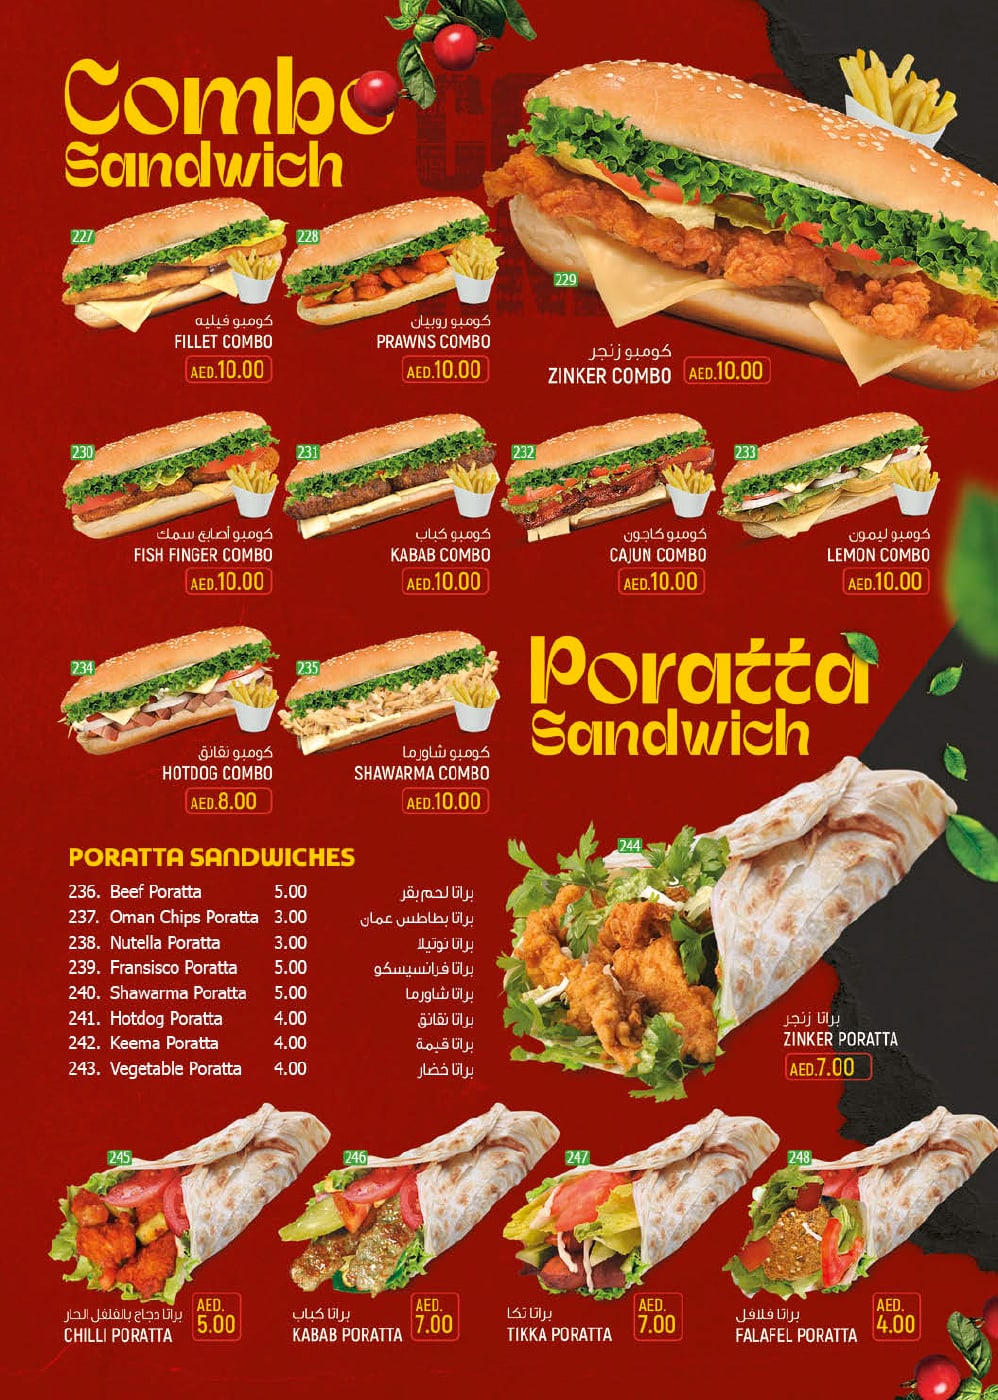 Combo
Sandwich
227
كومبو فيليه
FILLET COMBO
AED.10.00
228
كومبو روبيان
PRAWNS COMBO
AED.10.00
229
كومبو زنجر
ZINKER COMBO
AED.10.00
230
كومبو أصابع سمك
FISH FINGER COMBO
AED.10.00
231
كومبو كباب
KABAB COMBO
AED.10.00
232
كومبو كاجون
CAJUN COMBO
AED.10.00
233
كومبو ليمون
LEMON COMBO
AED.10.00
234
كومبو نقانق
HOTDOG COMBO
AED.8.00
235
كومبو شاورما
SHAWARMA COMBO
AED.10.00
Poratta
Sandwich
PORATTA SANDWICHES
236. Beef Poratta 5.00 براتا لحم بقر
237. Oman Chips Poratta 3.00 براتا بطاطس عمان
238. Nutella Poratta 3.00 براتا نوتيلا
239. Fransisco Poratta 5.00 براتا فرانسيسكو
240. Shawarma Poratta 5.00 براتا شاورما
241. Hotdog Poratta 4.00 براتا نقانق
242. Keema Poratta 4.00 براتا قيمة
243. Vegetable Poratta 4.00 براتا خضار
244
براتا زنجر
ZINKER PORATTA
AED.7.00
245
براتا دجاج بالفلفل الحار
CHILLI PORATTA
AED.
5.00
246
براتا كباب
KABAB PORATTA
AED.
7.00
247
براتا تكا
TIKKA PORATTA
AED.
7.00
248
براتا فلافل
FALAFEL PORATTA
AED.
4.00